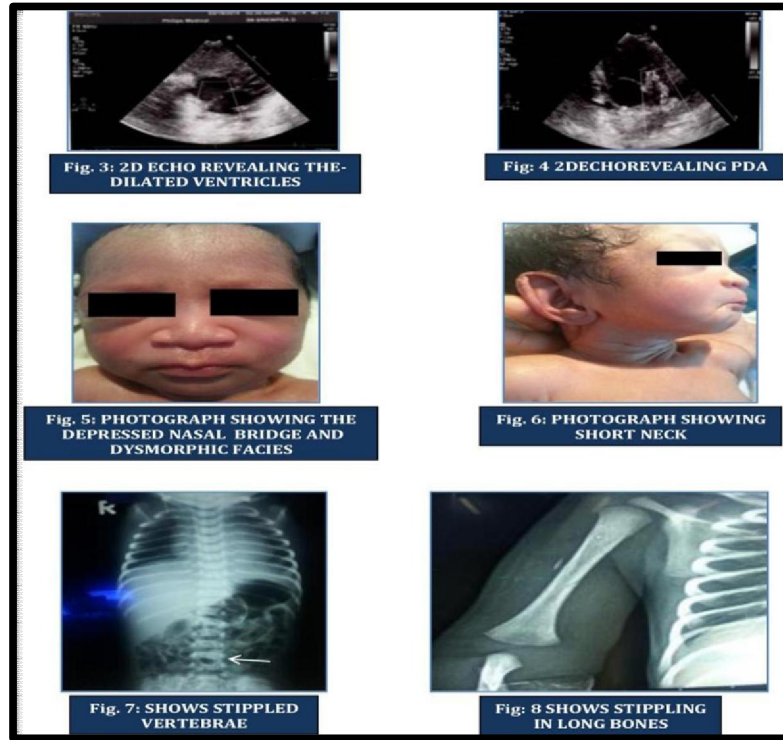 Philips Medical
Fig. 3: 2D ECHO REVEALING THE-
DILATED VENTRICLES
Fig: 4 2DECHOREVEALING PDA
Fig. 5: PHOTOGRAPH SHOWING THE
DEPRESSED NASAL BRIDGE AND
DYSMORPHIC FACIES
Fig. 6: PHOTOGRAPH SHOWING
SHORT NECK
Fig. 7: SHOWS STIPPLED
VERTEBRAE
Fig: 8 SHOWS STIPPLING
IN LONG BONES